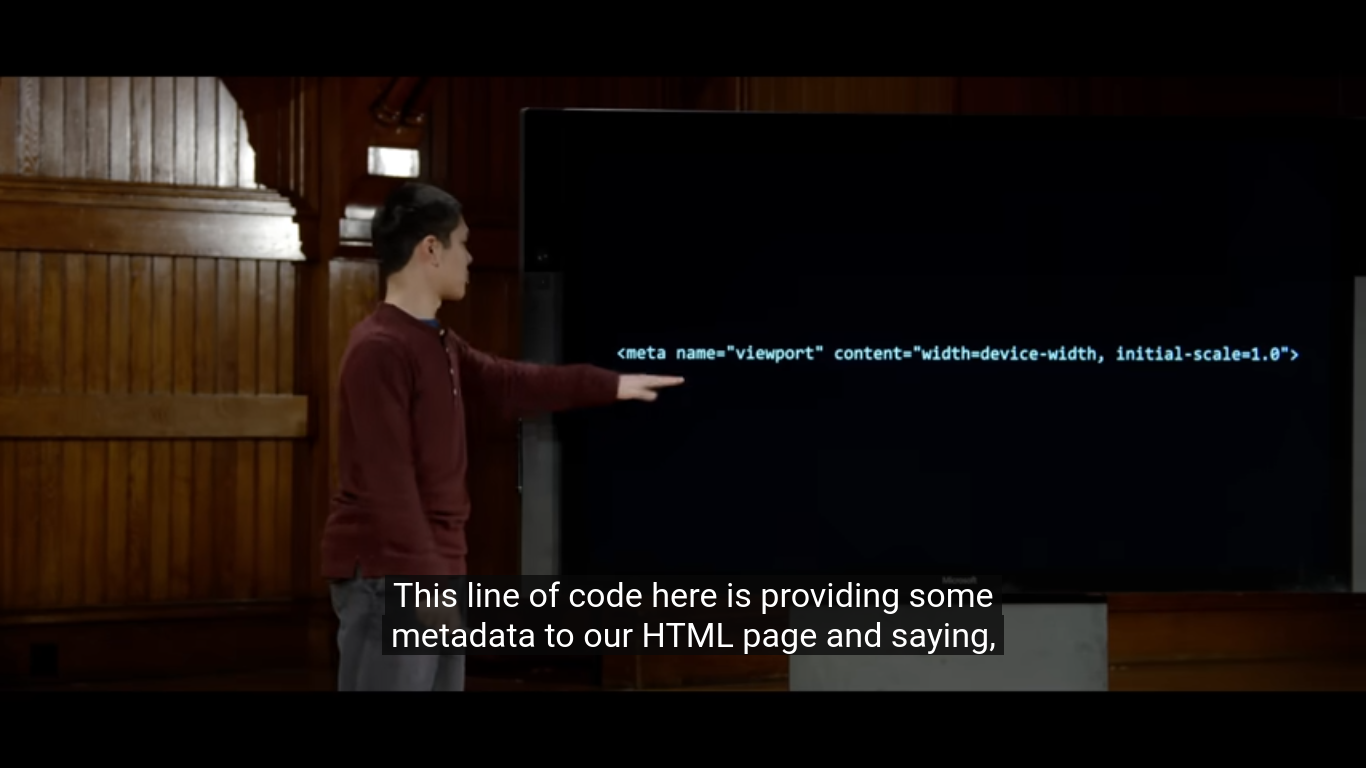 <meta name="viewport" content="width=device-width, initial-scale=1.0">
Microsoft
This line of code here is providing some
metadata to our HTML page and saying,